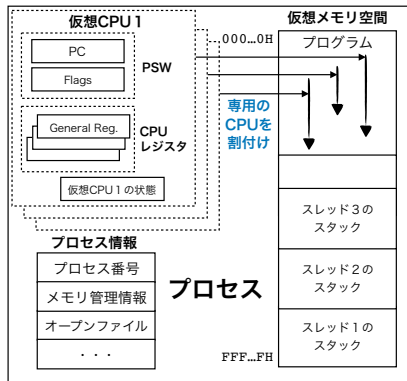 仮想CPU１
PC
Flags
PSW
General Reg.
CPU
レジスタ
仮想CPU１の状態
プロセス情報
プロセス番号
メモリ管理情報
オープンファイル
・・・
プロセス
専用の
CPUを
割付け
仮想メモリ空間
000…0H
プログラム
スレッド３の
スタック
スレッド２の
スタック
スレッド１の
スタック
FFF…FH